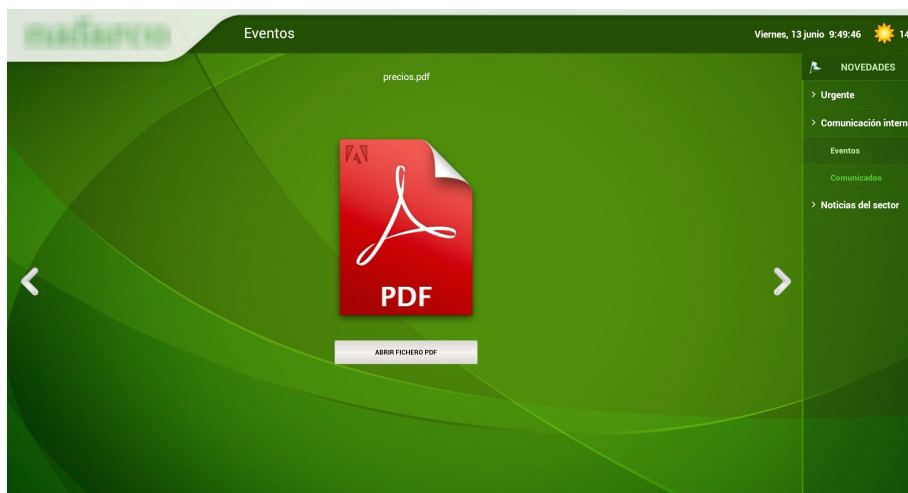 Eventos
Viernes, 13 junio 9:49:46
14
precios.pdf
NOVEDADES
> Urgente
> Comunicación intern
Eventos
Comunicados
> Noticias del sector
PDF
ABRIR FICHERO PDF